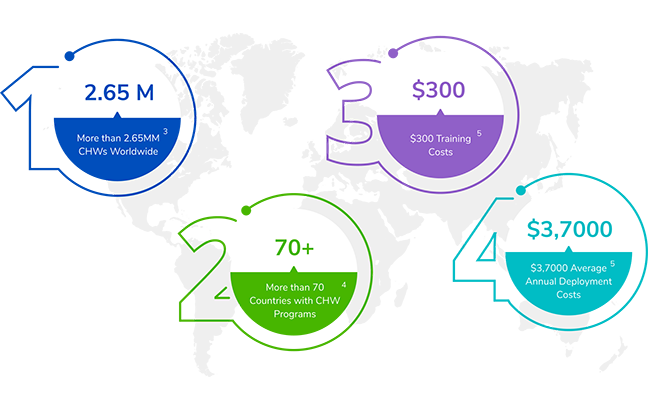 1
2.65 M
More than 2.65MM 3
CHWs Worldwide
2
70+
More than 70 4
Countries with CHW
Programs
3
$300
$300 Training 5
Costs
4
$3,7000
$3,7000 Average 5
Annual Deployment
Costs